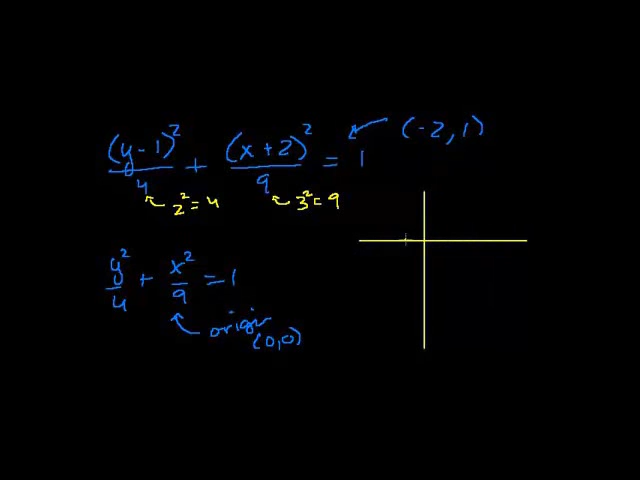 (y - 1)²/4 + (x + 2)²/9 = 1 (-2, 1)
2² = 4 3² = 9
y²/4 + x²/9 = 1
origin
(0,0)